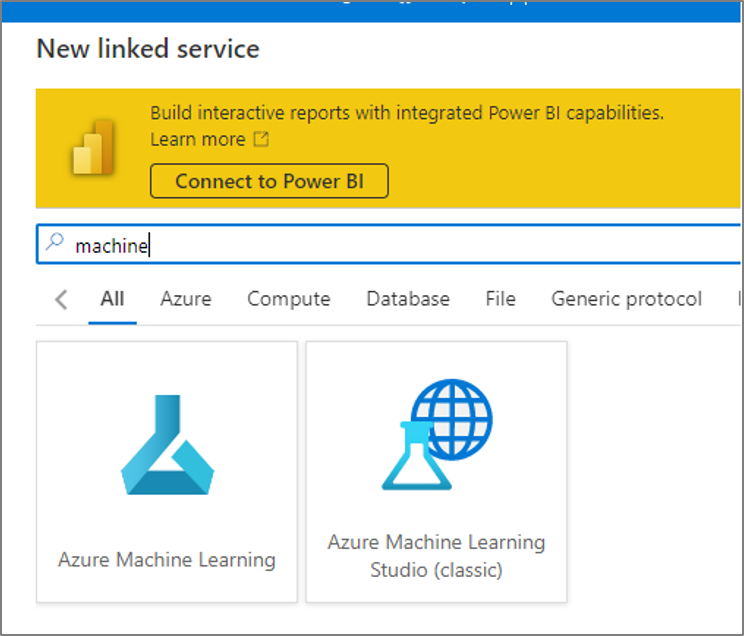 New linked service
Build interactive reports with integrated Power BI capabilities.
Learn more
Connect to Power BI
machine
All Azure Compute Database File Generic protocol
Azure Machine Learning
Azure Machine Learning
Studio (classic)